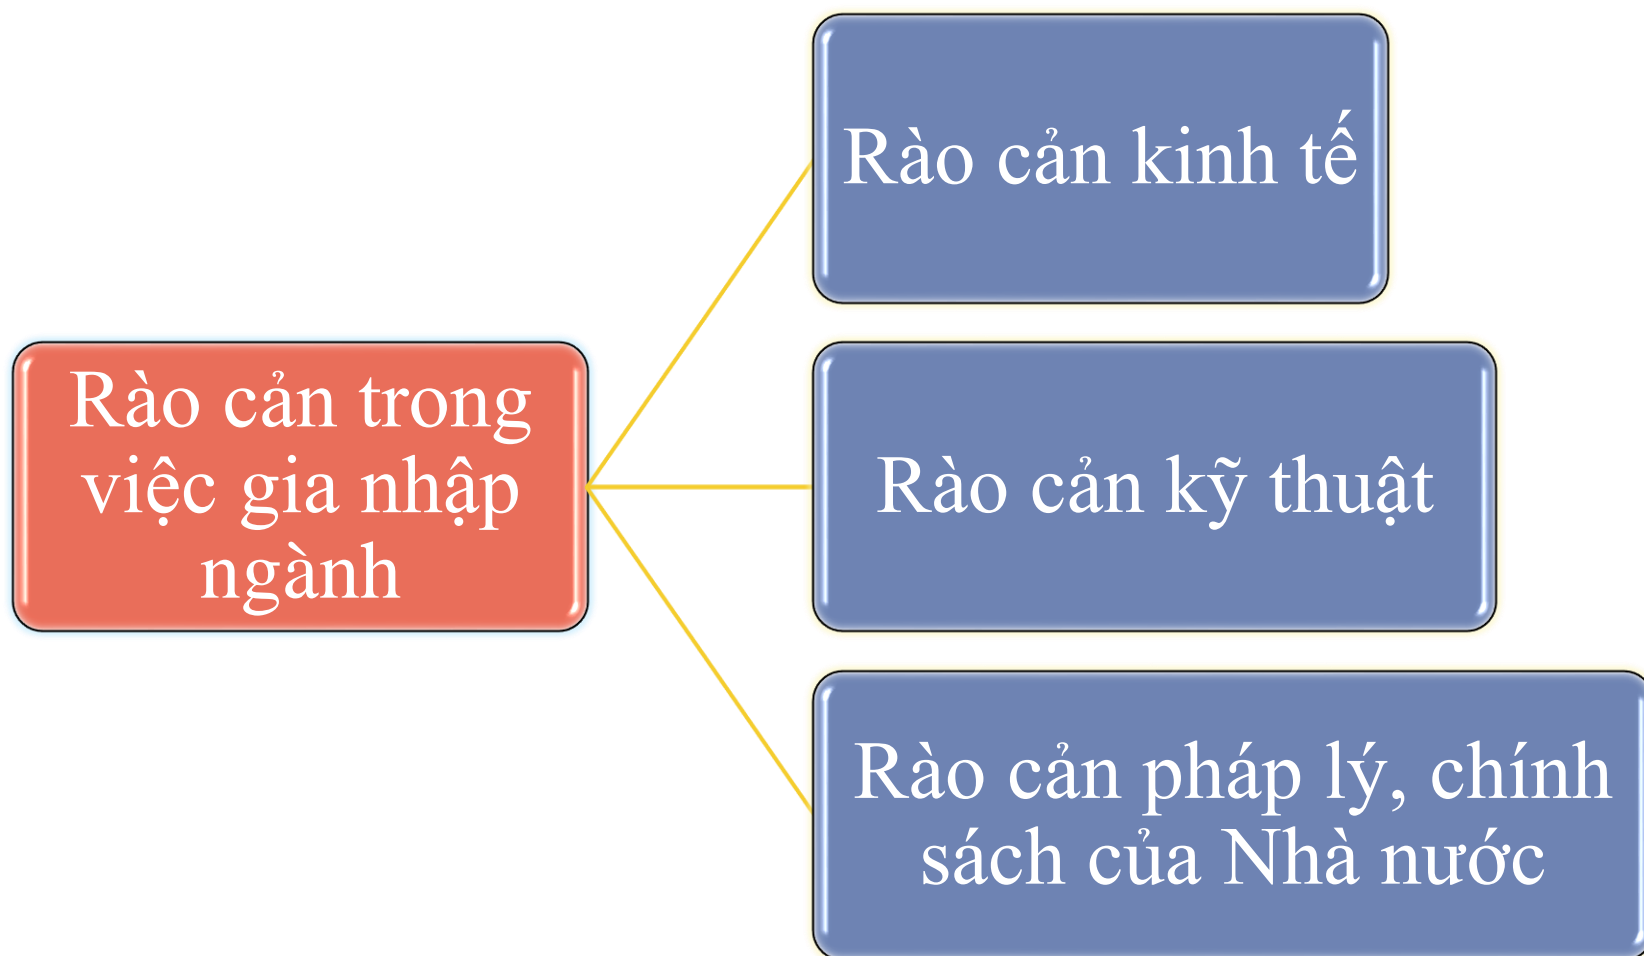 Rào cản trong
việc gia nhập
ngành
Rào cản kinh tế
Rào cản kỹ thuật
Rào cản pháp lý, chính
sách của Nhà nước